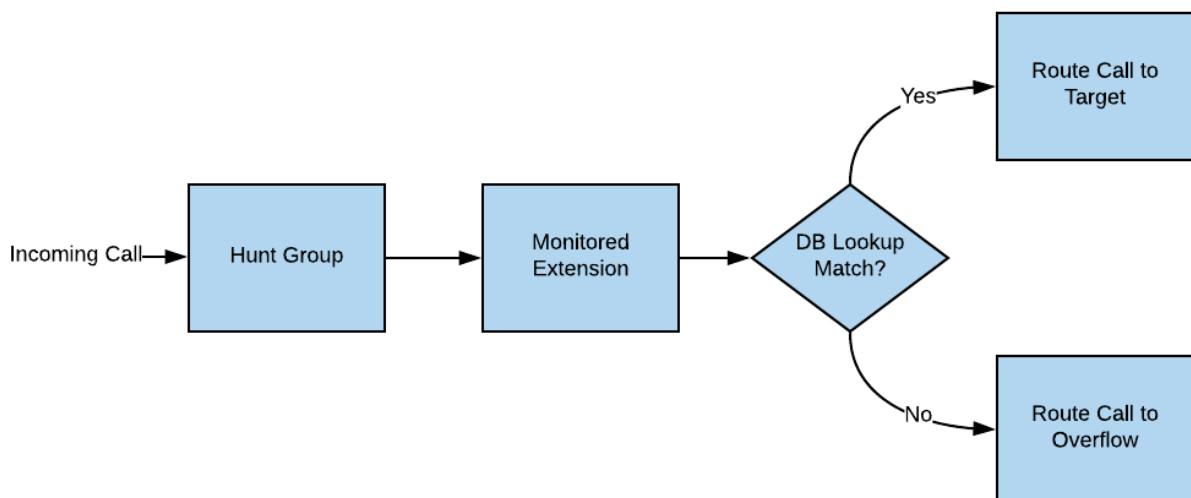 Incoming Call
Hunt Group
Monitored
Extension
DB Lookup
Match?
Yes
Route Call to
Target
No
Route Call to
Overflow